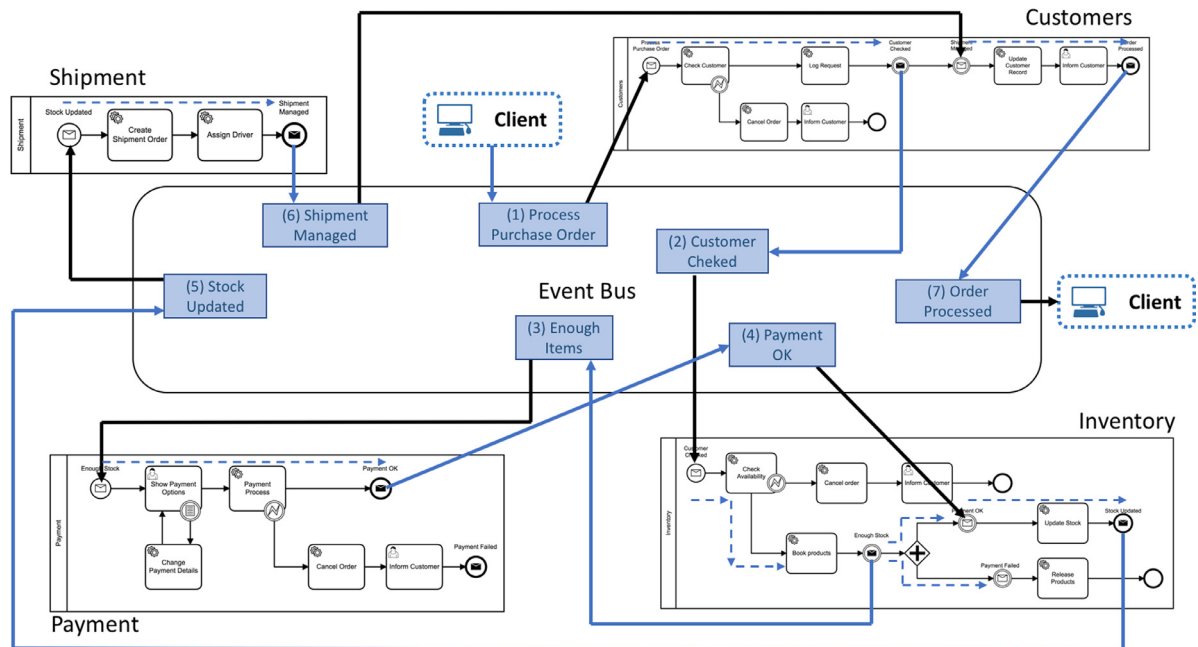 Customers
Process
Purchase Order
Customer
Checked
Shipment
Managed
Order
Processed
Customers
Check Customer
Log Request
Update
Customer
Record
Inform Customer
Cancel Order
Inform Customer
Shipment
Shipment
Stock Updated
Create
Shipment Order
Assign Driver
Shipment
Managed
Client
(6) Shipment
Managed
(1) Process
Purchase Order
(2) Customer
Cheked
(5) Stock
Updated
Event Bus
(7) Order
Processed
Client
(3) Enough
Items
(4) Payment
OK
Inventory
Inventory
Customer
Checked
Check
Availability
Cancel order
Inform Customer
Book products
Enough Stock
Payment OK
Update Stock
Stock Updated
Payment Failed
Release
Products
Payment
Enough Stock
Show Payment
Options
Payment
Process
Payment OK
Change
Payment Details
Cancel Order
Inform Customer
Payment Failed
Payment